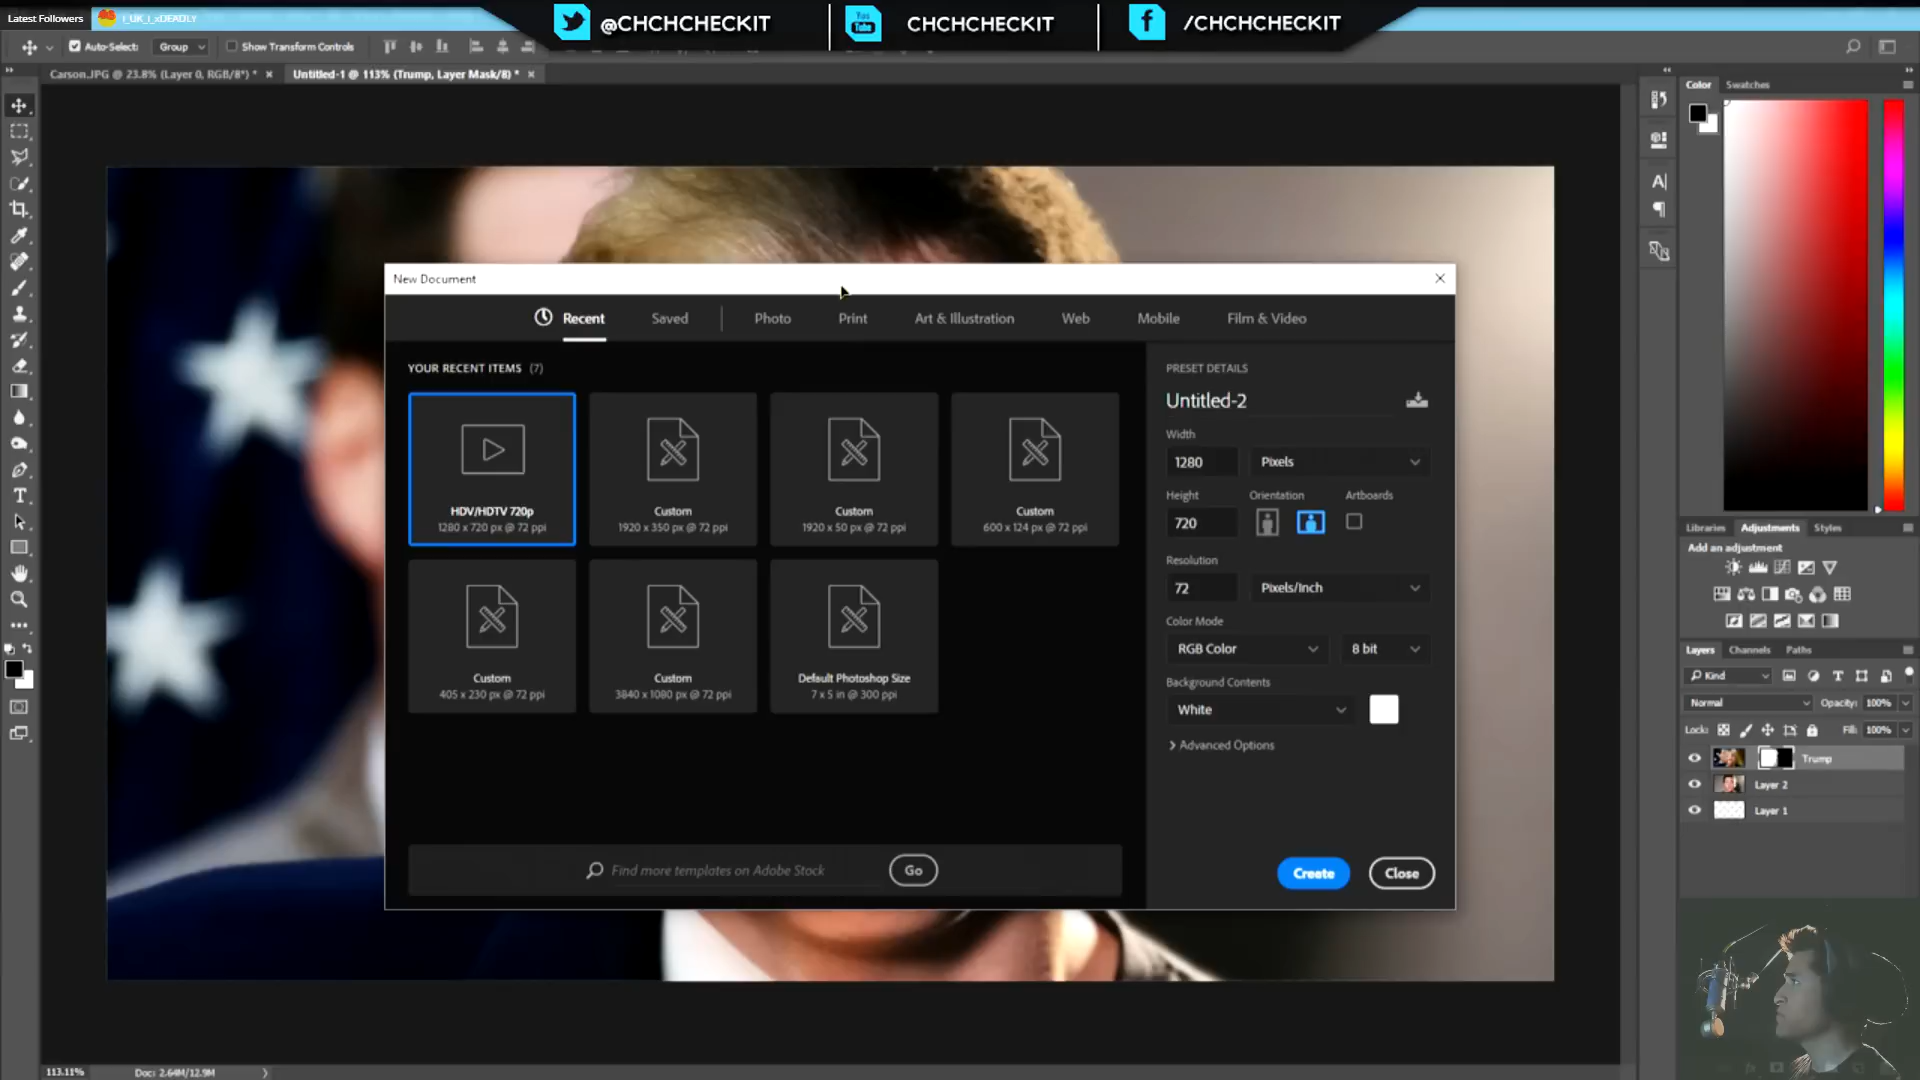 Latest Followers
I_UK_I_xDEADLY
@CHCHCHECKIT
You Tube
CHCHCHECKIT
/CHCHCHECKIT
Auto-Select:
Group
Show Transform Controls
Carson.JPG @ 23.8% (Layer 0, RGB/8*) *
Untitled-1 @ 113% (Trump, Layer Mask/8) *
Color
Swatches
New Document
Recent
Saved
Photo
Print
Art & Illustration
Web
Mobile
Film & Video
YOUR RECENT ITEMS (7)
HDV/HDTV 720p
1280 x 720 px @ 72 ppi
Custom
1920 x 350 px @ 72 ppi
Custom
1920 x 50 px @ 72 ppi
Custom
600 x 124 px @ 72 ppi
Custom
405 x 230 px @ 72 ppi
Custom
3840 x 1080 px @ 72 ppi
Default Photoshop Size
7 x 5 in @ 300 ppi
Find more templates on Adobe Stock
Go
PRESET DETAILS
Untitled-2
Width
1280
Pixels
Height
Orientation
Artboards
720
Resolution
72
Pixels/Inch
Color Mode
RGB Color
8 bit
Background Contents
White
Advanced Options
Create
Close
Libraries
Adjustments
Styles
Add an adjustment
Layers
Channels
Paths
Kind
Normal
Opacity: 100%
Lock:
Fill: 100%
Trump
Layer 2
Layer 1
113.11%
Doc: 2.64M/12.9M